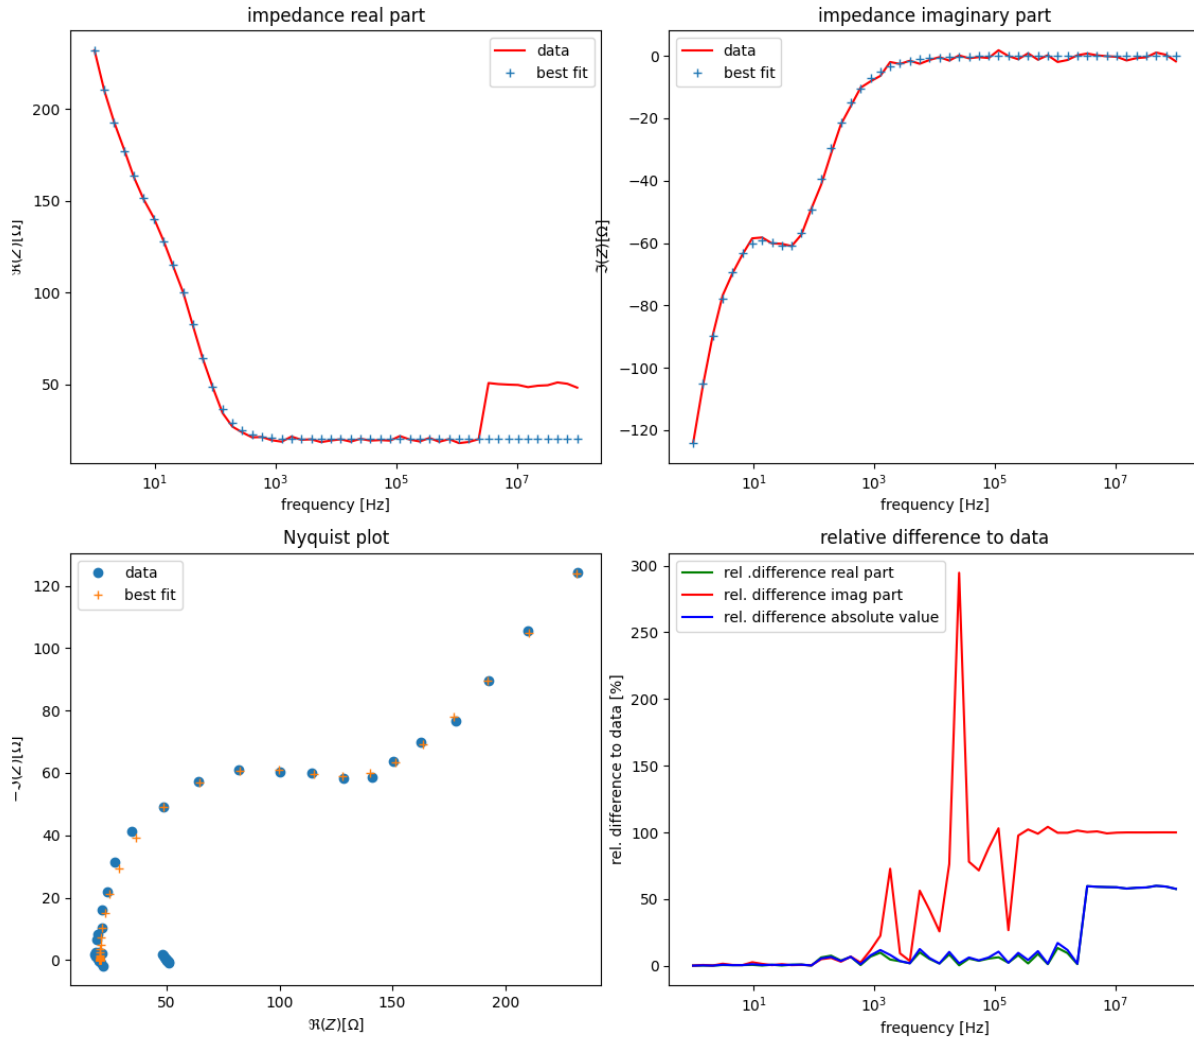 impedance real part
data
best fit
250
200
150
100
50
ℜ(Z)[Ω]
10¹
10³
10⁵
10⁷
frequency [Hz]
impedance imaginary part
data
best fit
0
−20
−40
−60
−80
−100
−120
ℑ(Z)[Ω]
10¹
10³
10⁵
10⁷
frequency [Hz]
Nyquist plot
data
best fit
120
100
80
60
40
20
0
−ℑ(Z)[Ω]
50
100
150
200
ℜ(Z)[Ω]
relative difference to data
rel .difference real part
rel. difference imag part
rel. difference absolute value
300
250
200
150
100
50
0
rel. difference to data [%]
10¹
10³
10⁵
10⁷
frequency [Hz]